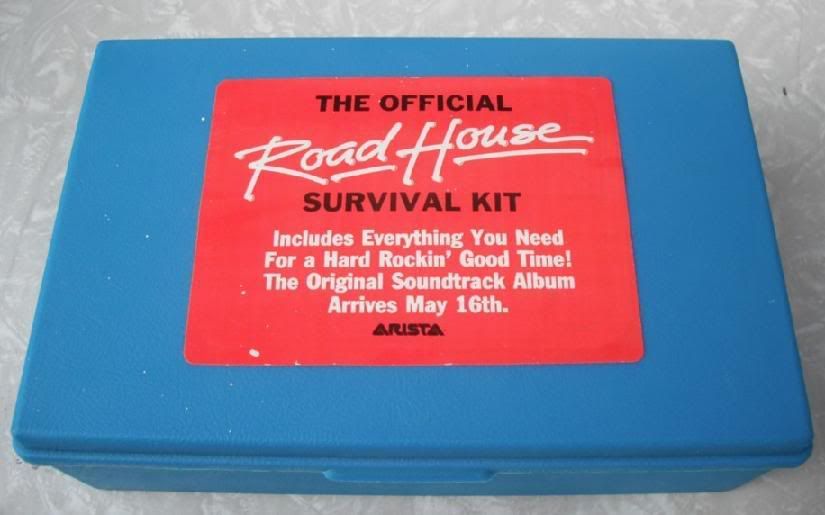 THE OFFICIAL
Road House
SURVIVAL KIT
Includes Everything You Need
For a Hard Rockin' Good Time!
The Original Soundtrack Album
Arrives May 16th.
ARISTA